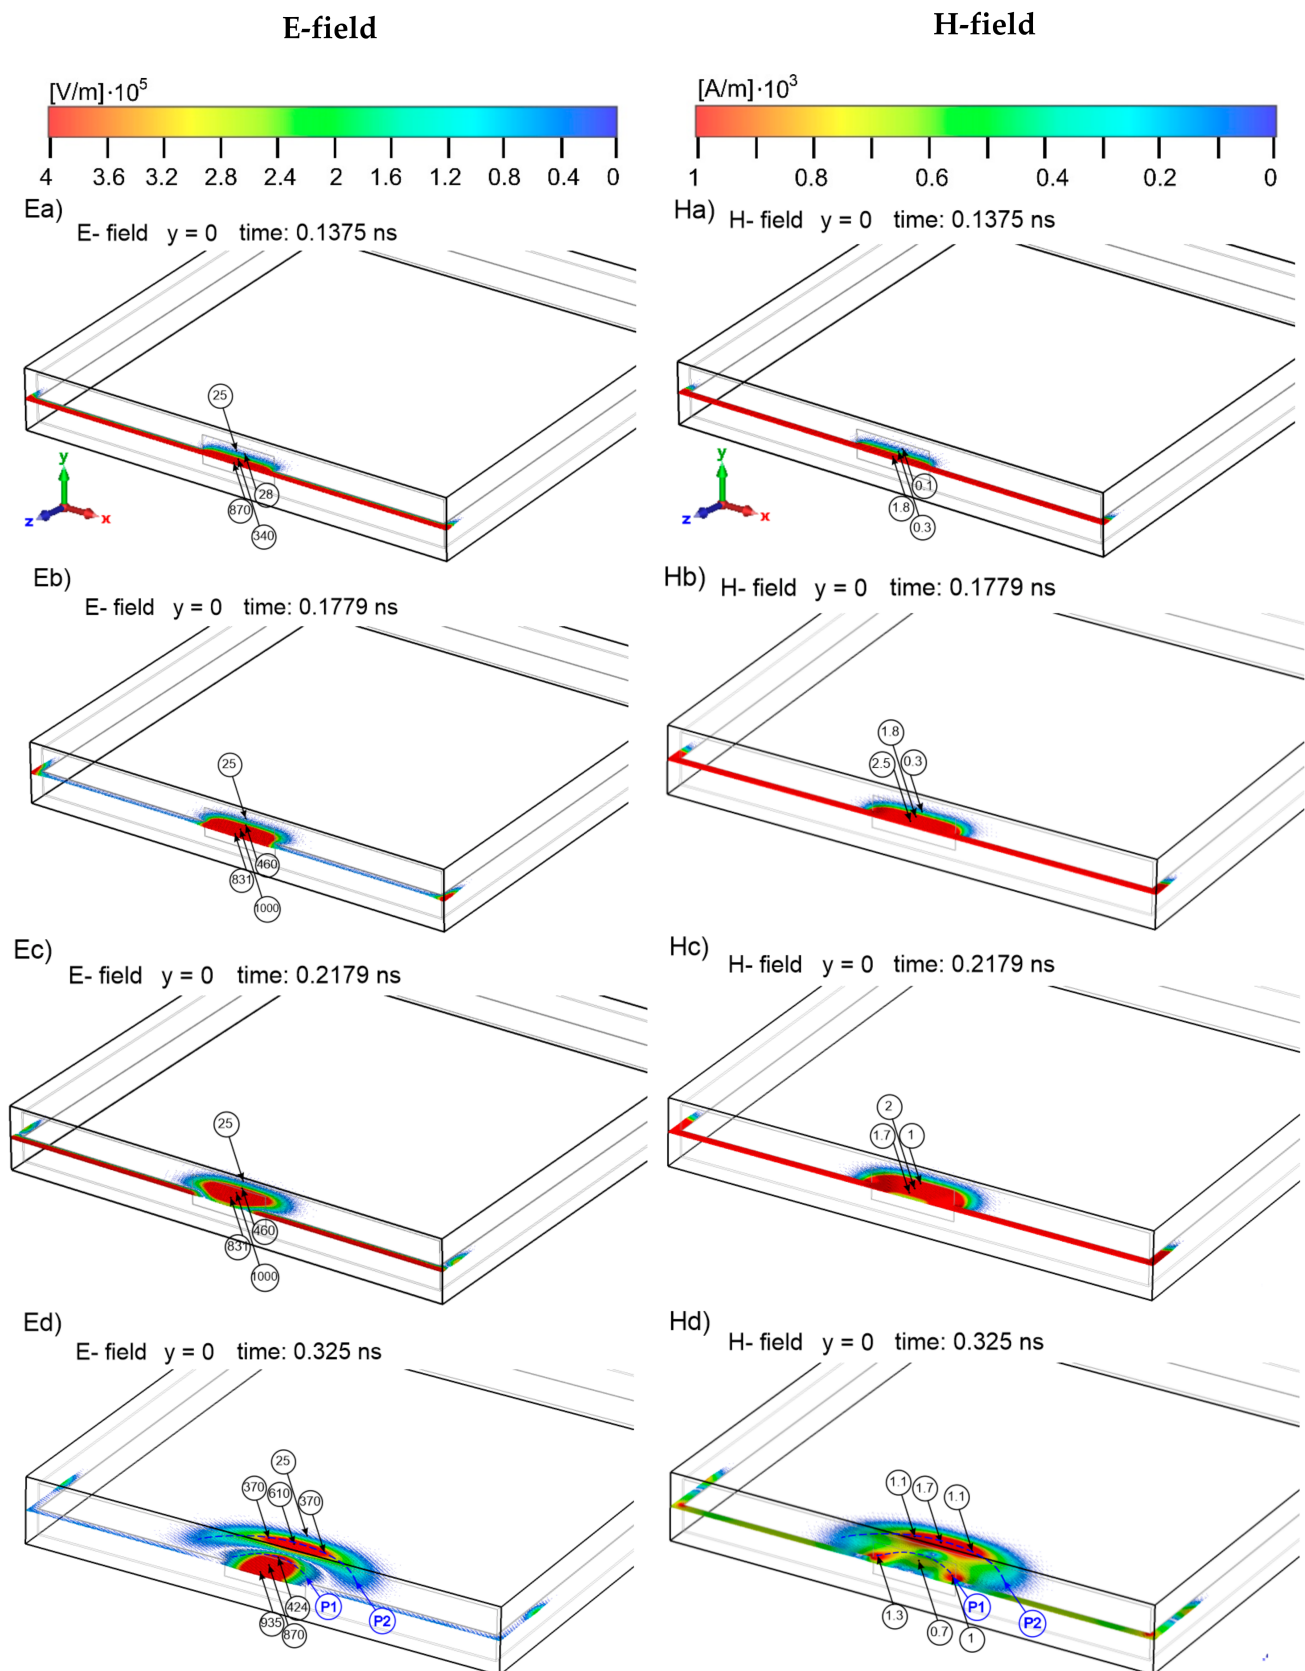 E-field
H-field
[V/m]·10⁵
4 3.6 3.2 2.8 2.4 2 1.6 1.2 0.8 0.4 0
[A/m]·10³
1 0.8 0.6 0.4 0.2 0
Ea)
E- field y = 0 time: 0.1375 ns
25
28
870
340
y
z
x
Ha)
H- field y = 0 time: 0.1375 ns
0.1
1.8
0.3
y
z
x
Eb)
E- field y = 0 time: 0.1779 ns
25
460
831
1000
Hb)
H- field y = 0 time: 0.1779 ns
1.8
2.5
0.3
Ec)
E- field y = 0 time: 0.2179 ns
25
460
831
1000
Hc)
H- field y = 0 time: 0.2179 ns
2
1.7
1
Ed)
E- field y = 0 time: 0.325 ns
25
370
610
370
424
P1
P2
935
870
Hd)
H- field y = 0 time: 0.325 ns
1.1
1.7
1.1
P1
P2
1.3
0.7
1